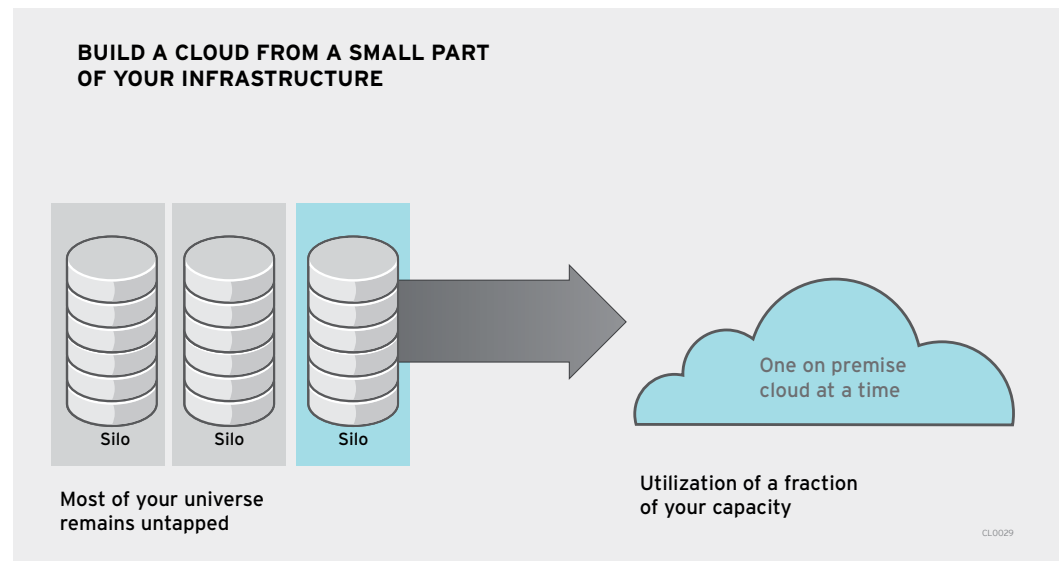 BUILD A CLOUD FROM A SMALL PART
OF YOUR INFRASTRUCTURE
Silo
Silo
Silo
Most of your universe
remains untapped
One on premise
cloud at a time
Utilization of a fraction
of your capacity
CL0029